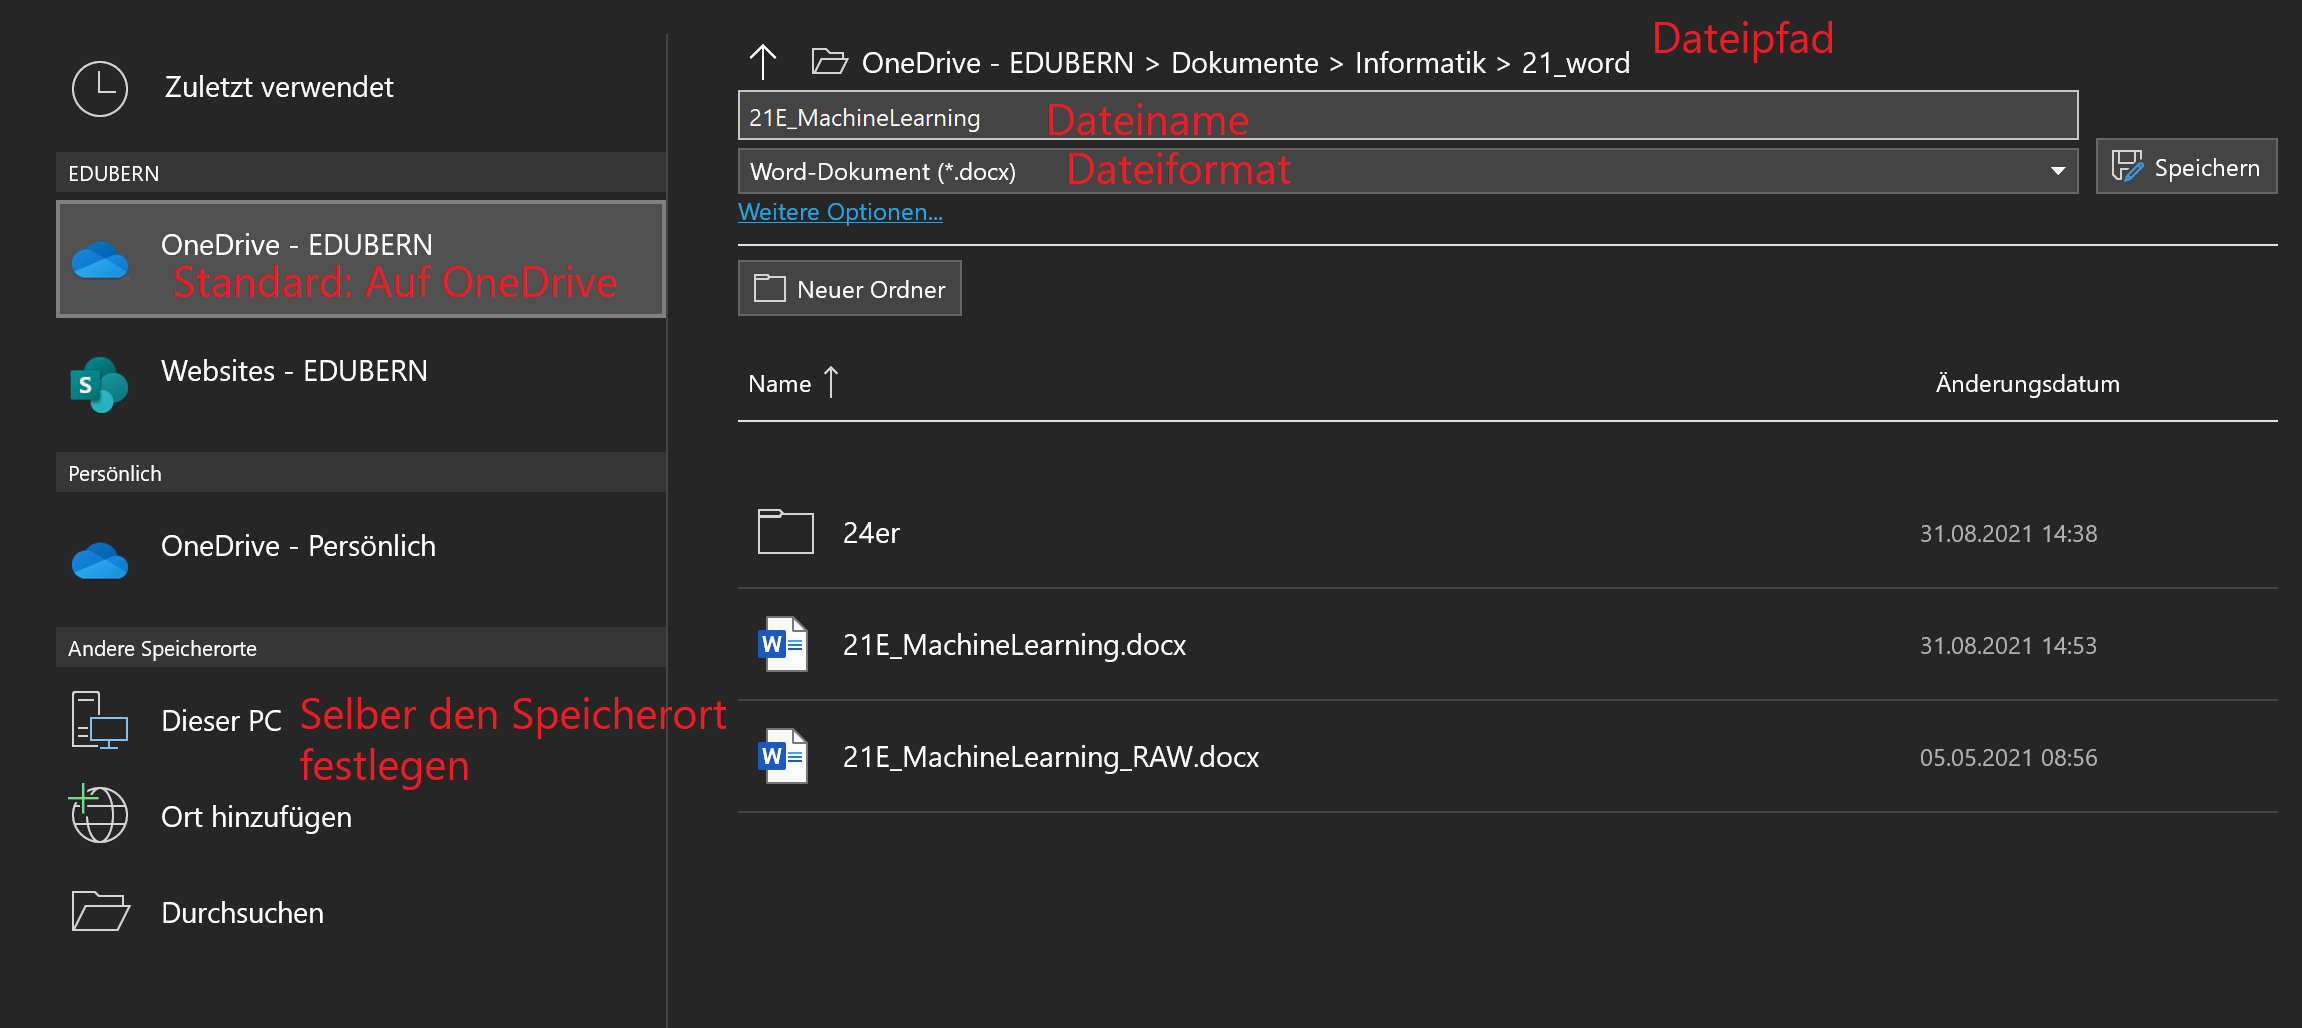 Zuletzt verwendet
EDUBERN
OneDrive - EDUBERN
Standard: Auf OneDrive
S
Websites - EDUBERN
Persönlich
OneDrive - Persönlich
Andere Speicherorte
Dieser PC
Selber den Speicherort
festlegen
Ort hinzufügen
Durchsuchen
OneDrive - EDUBERN > Dokumente > Informatik > 21_word
Dateipfad
21E_MachineLearning
Dateiname
Word-Dokument (*.docx)
Dateiformat
Speichern
Weitere Optionen...
Neuer Ordner
Name
Änderungsdatum
24er
31.08.2021 14:38
W
21E_MachineLearning.docx
31.08.2021 14:53
W
21E_MachineLearning_RAW.docx
05.05.2021 08:56